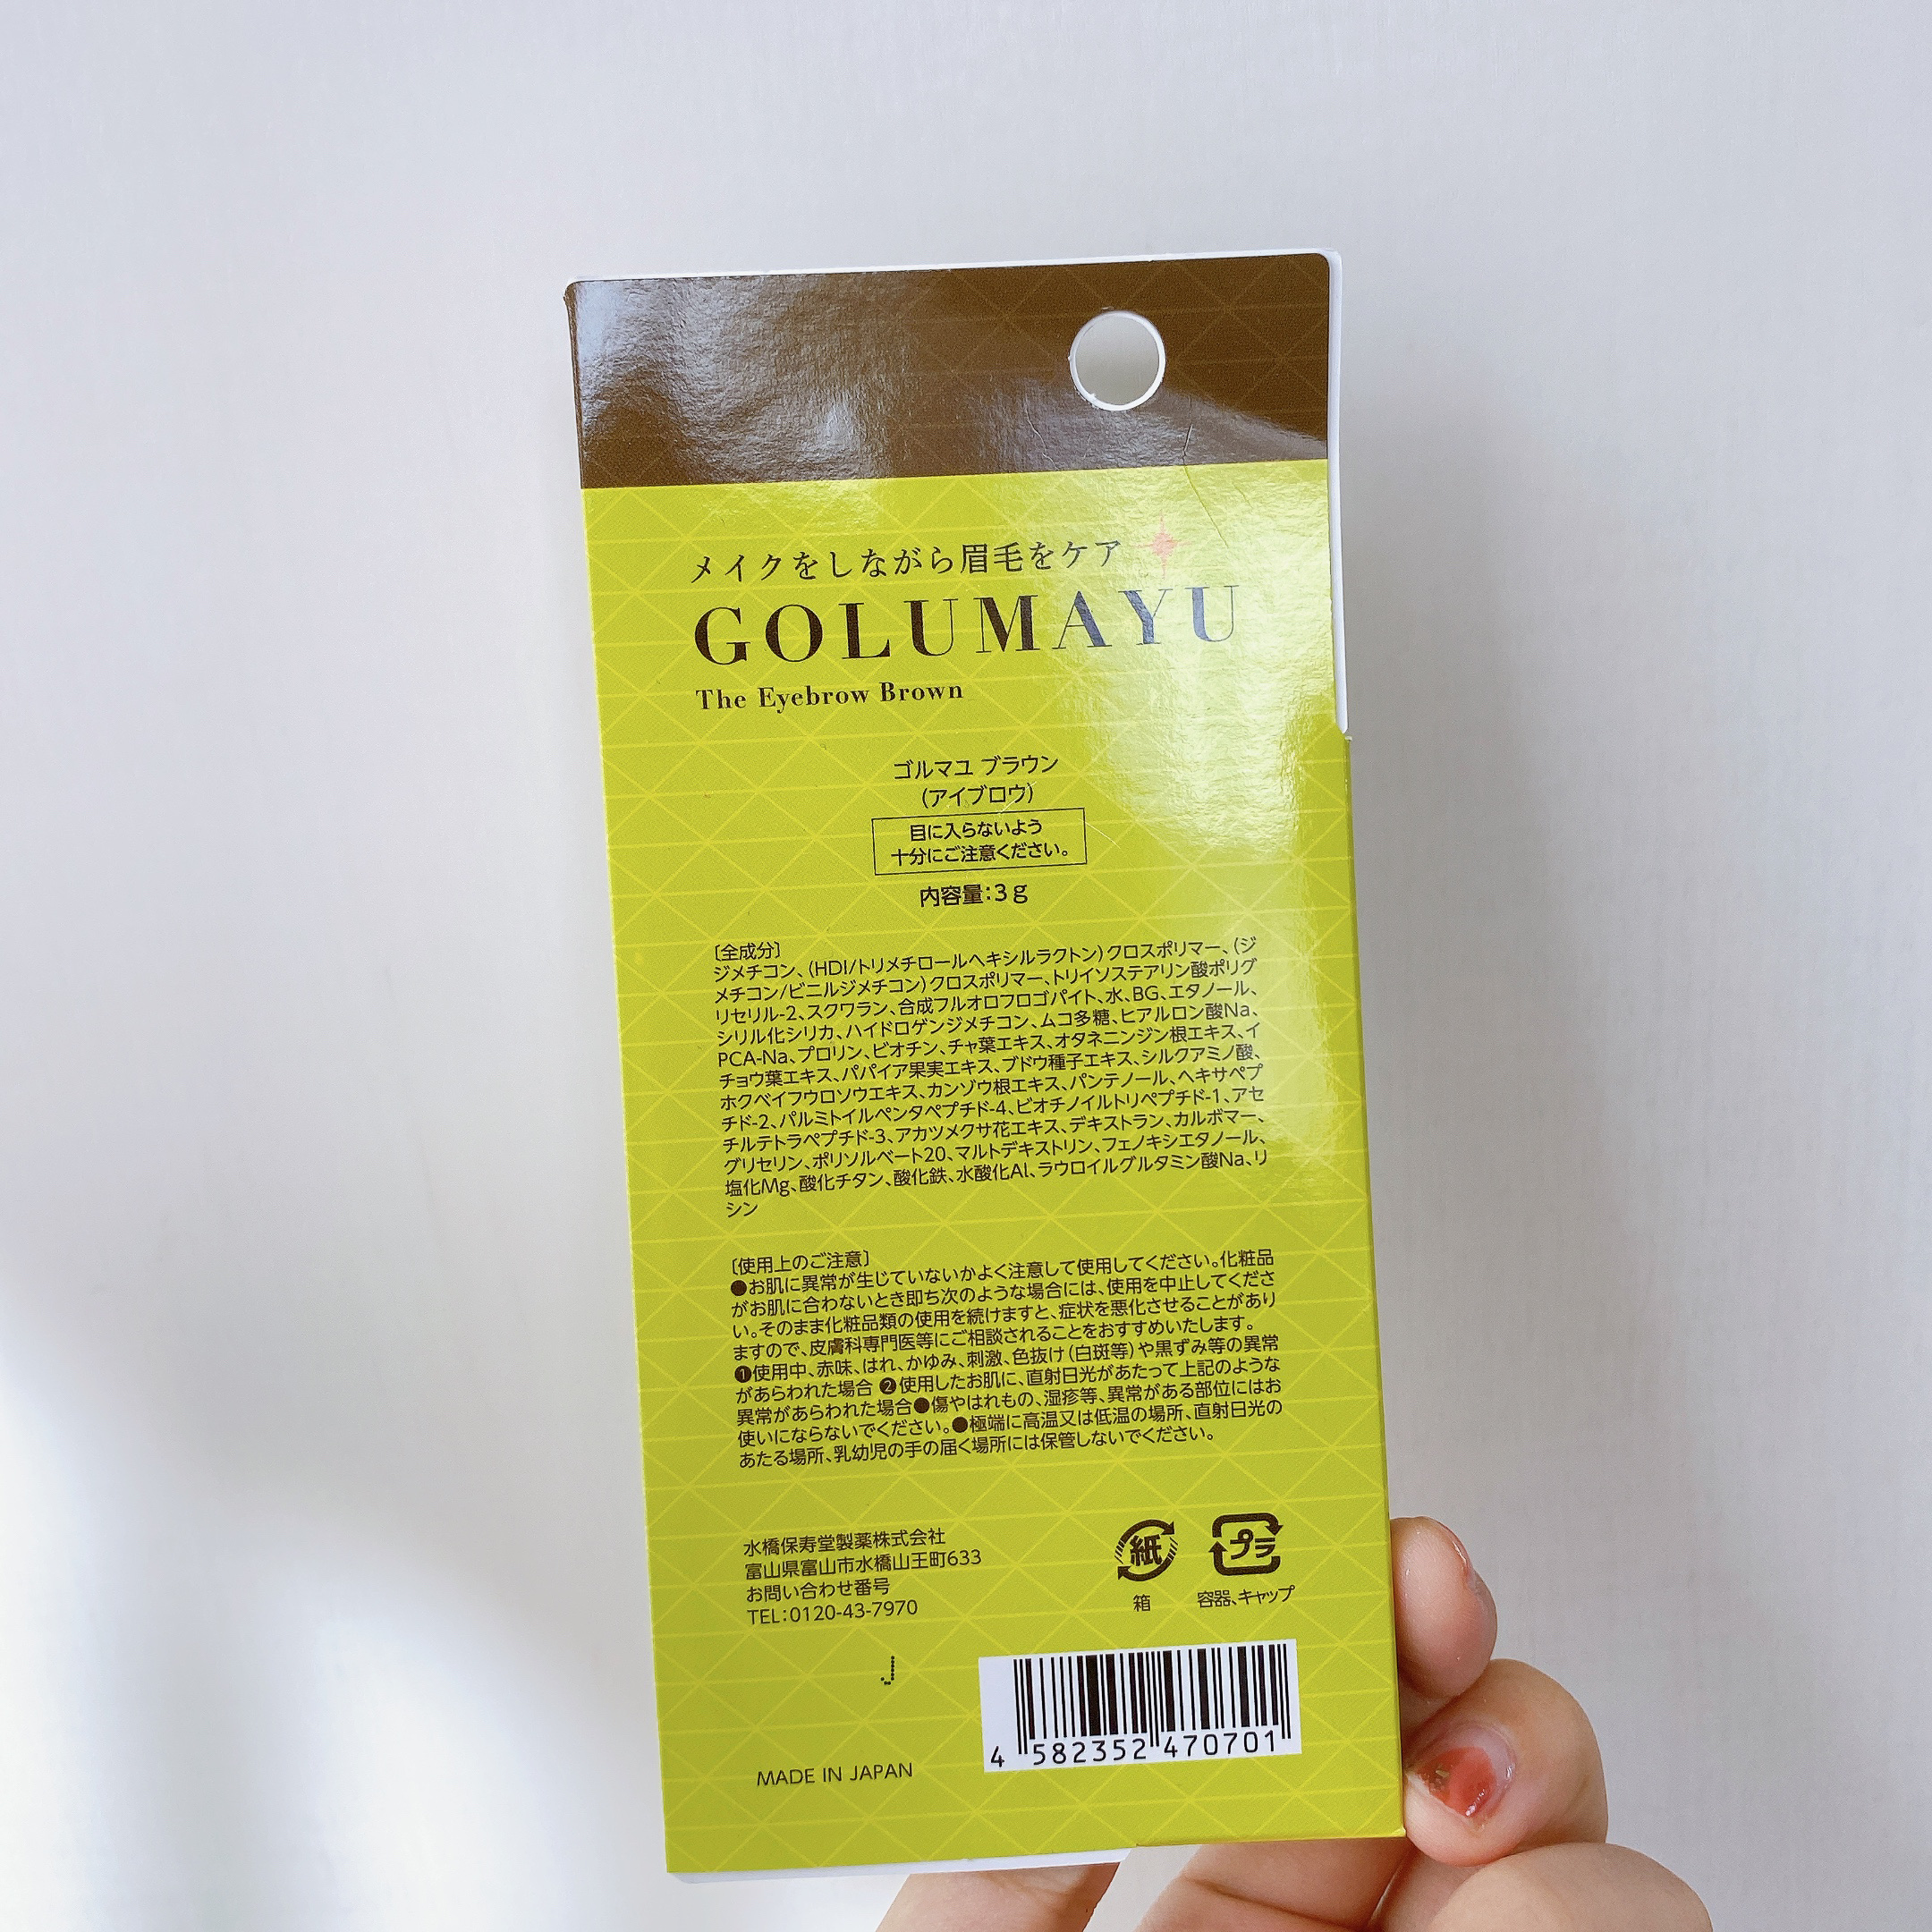 メイクをしながら眉毛をケア
GOLUMAYU
The Eyebrow Brown
ゴルマユ ブラウン
(アイブロウ)
目に入らないよう
十分にご注意ください。
内容量:3g
〔全成分〕
ジメチコン、(HDI/トリメチロールヘキシルラクトン)クロスポリマー、(ジ
メチコン/ビニルジメチコン)クロスポリマー、トリイソステアリン酸ポリグ
リセリル-2、スクワラン、合成フルオロフロゴパイト、水、BG、エタノール、
シリル化シリカ、ハイドロゲンジメチコン、ムコ多糖、ヒアルロン酸Na、
PCA-Na、プロリン、ビオチン、チャ葉エキス、オタネニンジン根エキス、イ
チョウ葉エキス、パパイア果実エキス、ブドウ種子エキス、シルクアミノ酸、
ホクベイフウロソウエキス、カンゾウ根エキス、パンテノール、ヘキサペプ
チド-2、パルミトイルペンタペプチド-4、ビオチノイルトリペプチド-1、アセ
チルテトラペプチド-3、アカツメクサ花エキス、デキストラン、カルボマー、
グリセリン、ポリソルベート20、マルトデキストリン、フェノキシエタノール、
塩化Mg、酸化チタン、酸化鉄、水酸化Al、ラウロイルグルタミン酸Na、リ
シン
〔使用上のご注意〕
●お肌に異常が生じていないかよく注意して使用してください。化粧品
がお肌に合わないとき即ち次のような場合には、使用を中止してくださ
い。そのまま化粧品類の使用を続けますと、症状を悪化させることがあり
ますので、皮膚科専門医等にご相談されることをおすすめいたします。
❶使用中、赤味、はれ、かゆみ、刺激、色抜け(白斑等)や黒ずみ等の異常
があらわれた場合 ❷使用したお肌に、直射日光があたって上記のような
異常があらわれた場合●傷やはれもの、湿疹等、異常がある部位にはお
使いにならないでください。●極端に高温又は低温の場所、直射日光の
あたる場所、乳幼児の手の届く場所には保管しないでください。
水橋保寿堂製薬株式会社
富山県富山市水橋山王町633
お問い合わせ番号
TEL:0120-43-7970
紙
箱
プラ
容器、キャップ
J
4 582352 470701
MADE IN JAPAN